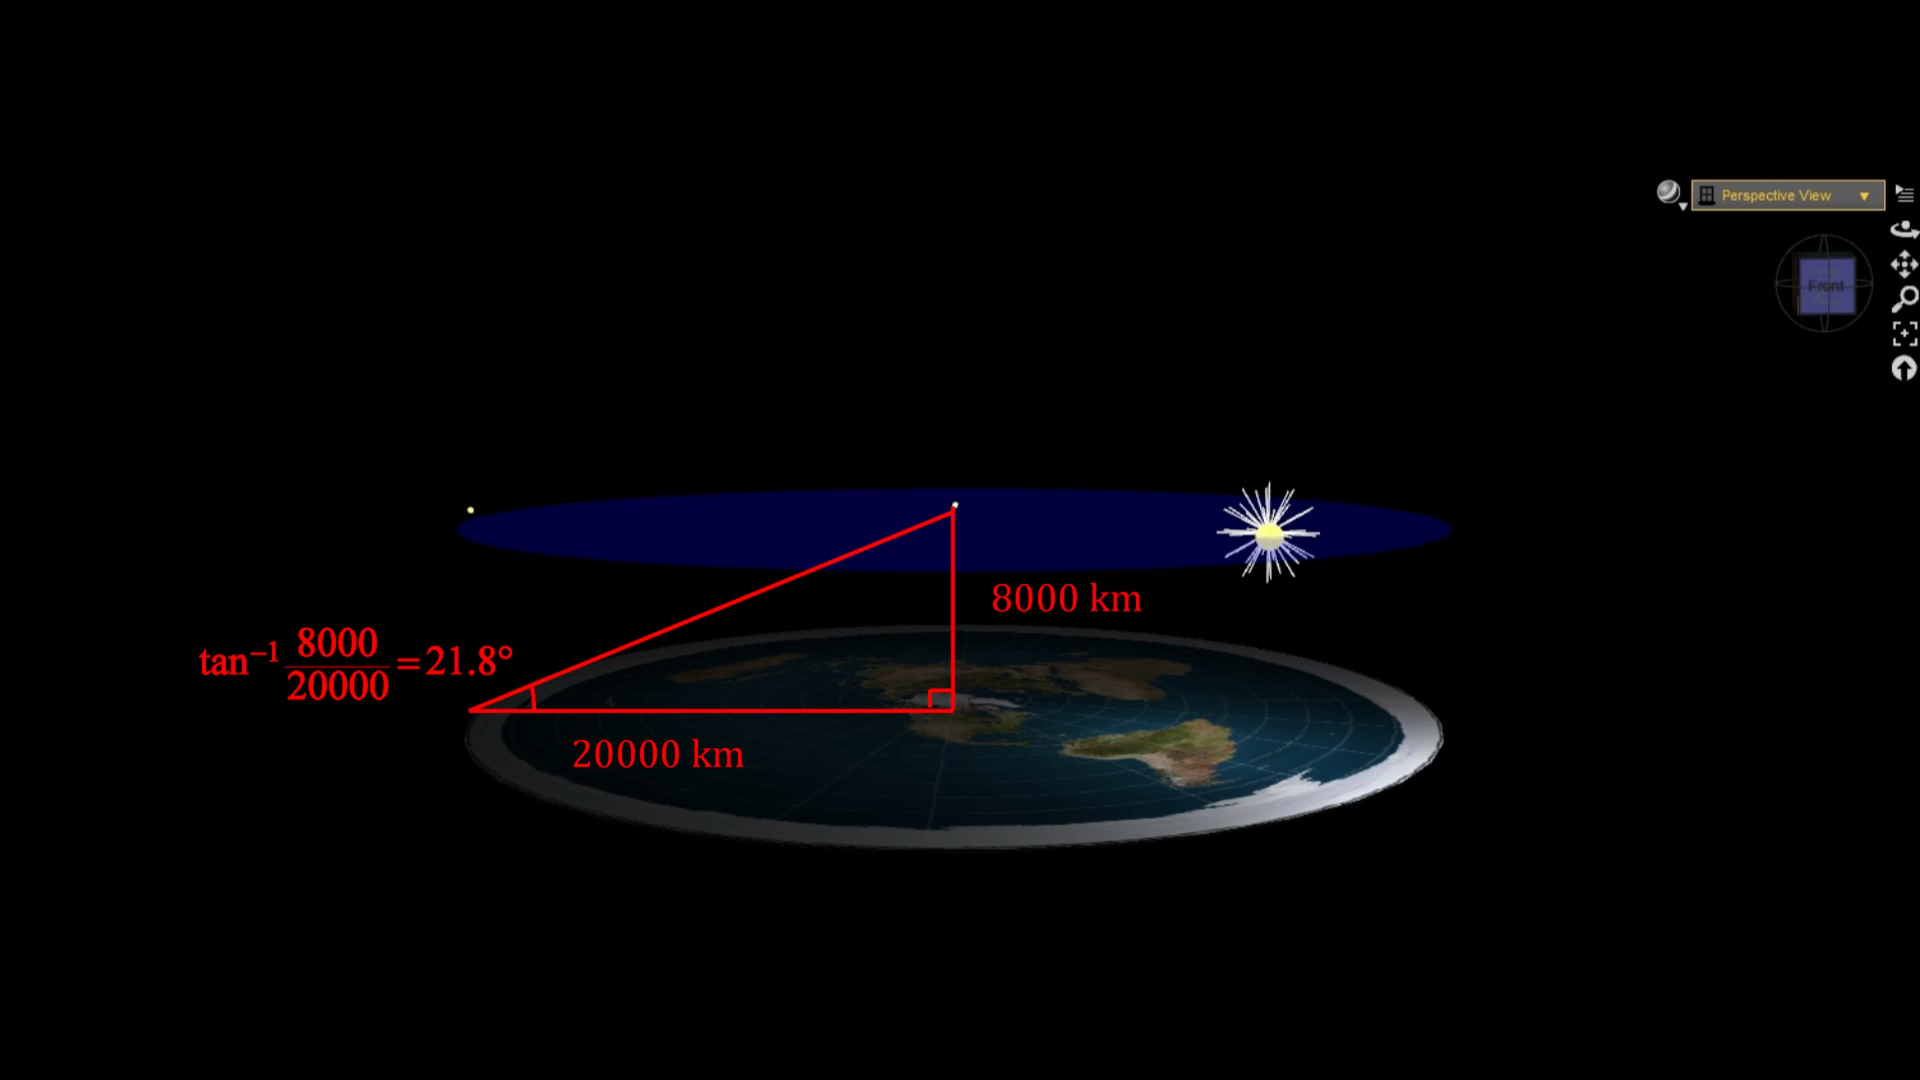 Perspective View
Front
8000 km
tan⁻¹ 8000/20000 = 21.8°
20000 km